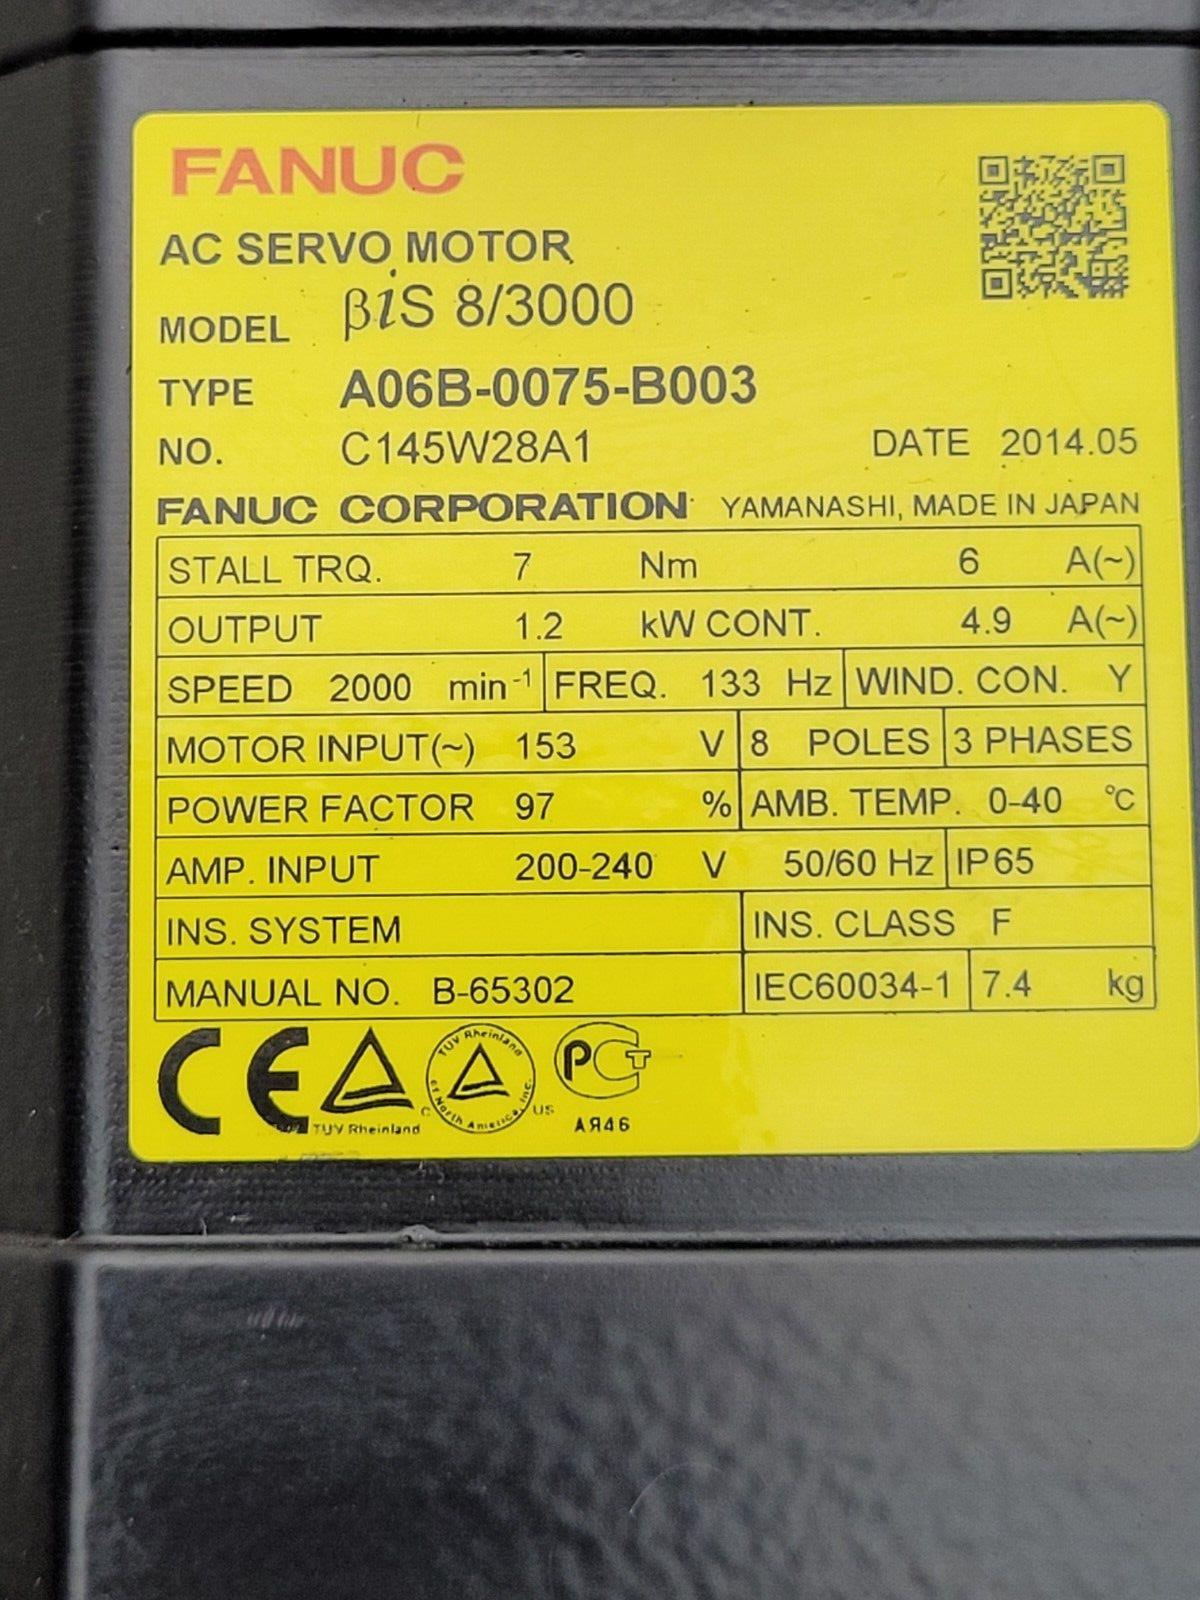 FANUC
AC SERVO MOTOR
MODEL βiS 8/3000
TYPE A06B-0075-B003
NO. C145W28A1 DATE 2014.05
FANUC CORPORATION YAMANASHI, MADE IN JAPAN
STALL TRQ. 7 Nm 6 A(~)
OUTPUT 1.2 kW CONT. 4.9 A(~)
SPEED 2000 min⁻¹ FREQ. 133 Hz WIND. CON. Y
MOTOR INPUT(~) 153 V 8 POLES 3 PHASES
POWER FACTOR 97 % AMB. TEMP. 0-40 ℃
AMP. INPUT 200-240 V 50/60 Hz IP65
INS. SYSTEM INS. CLASS F
MANUAL NO. B-65302 IEC60034-1 7.4 kg
CE
TUV Rheinland
TUV Rheinland
of North America, Inc.
C US
РСТ
АЯ46